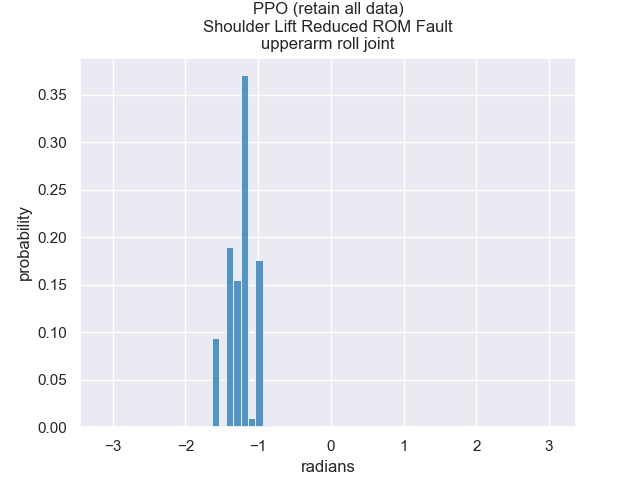 PPO (retain all data)
Shoulder Lift Reduced ROM Fault
upperarm roll joint
0.35
0.30
0.25
0.20
0.15
0.10
0.05
0.00
probability
−3 −2 −1 0 1 2 3
radians